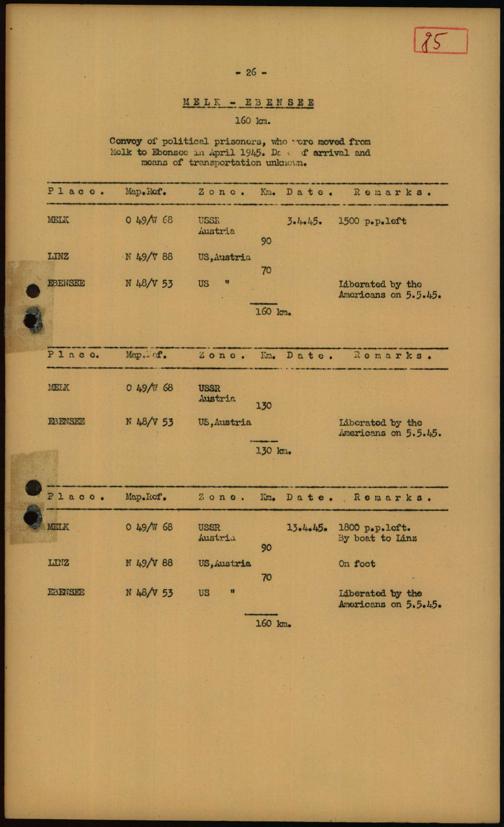 85
- 26 -
MELK - EBENSEE
160 km.
Convoy of political prisoners, who were moved from
Melk to Ebensee in April 1945. D of arrival and
means of transportation unknown.
Place. Map.Ref. Zone. Km. Date. Remarks.
MELK O 49/W 68 USSR 3.4.45. 1500 p.p.left
Austria
90
LINZ N 49/V 88 US,Austria
70
EBENSEE N 48/V 53 US " Liberated by the
Americans on 5.5.45.
160 km.
Place. Map.Ref. Zone. Km. Date. Remarks.
MELK O 49/W 68 USSR
Austria
130
EBENSEE N 48/V 53 US,Austria Liberated by the
Americans on 5.5.45.
130 km.
Place. Map.Ref. Zone. Km. Date. Remarks.
MELK O 49/W 68 USSR 13.4.45. 1800 p.p.left.
Austria By boat to Linz
90
LINZ N 49/V 88 US,Austria On foot
70
EBENSEE N 48/V 53 US " Liberated by the
Americans on 5.5.45.
160 km.